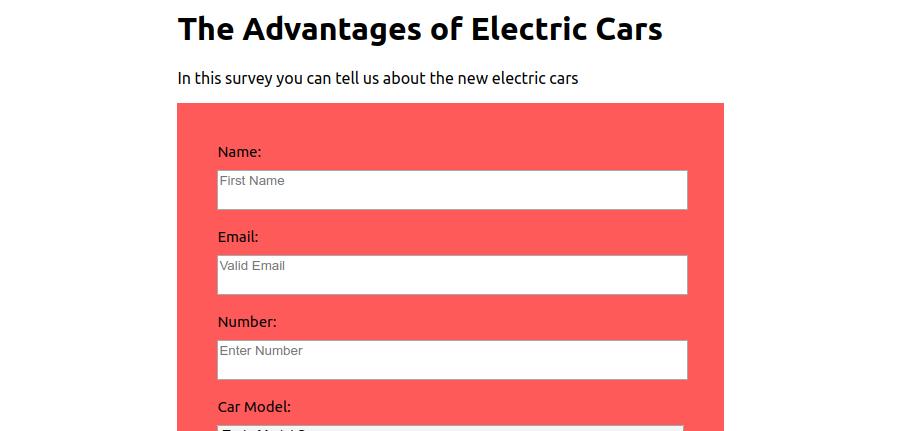 The Advantages of Electric Cars
In this survey you can tell us about the new electric cars
Name:
First Name
Email:
Valid Email
Number:
Enter Number
Car Model: